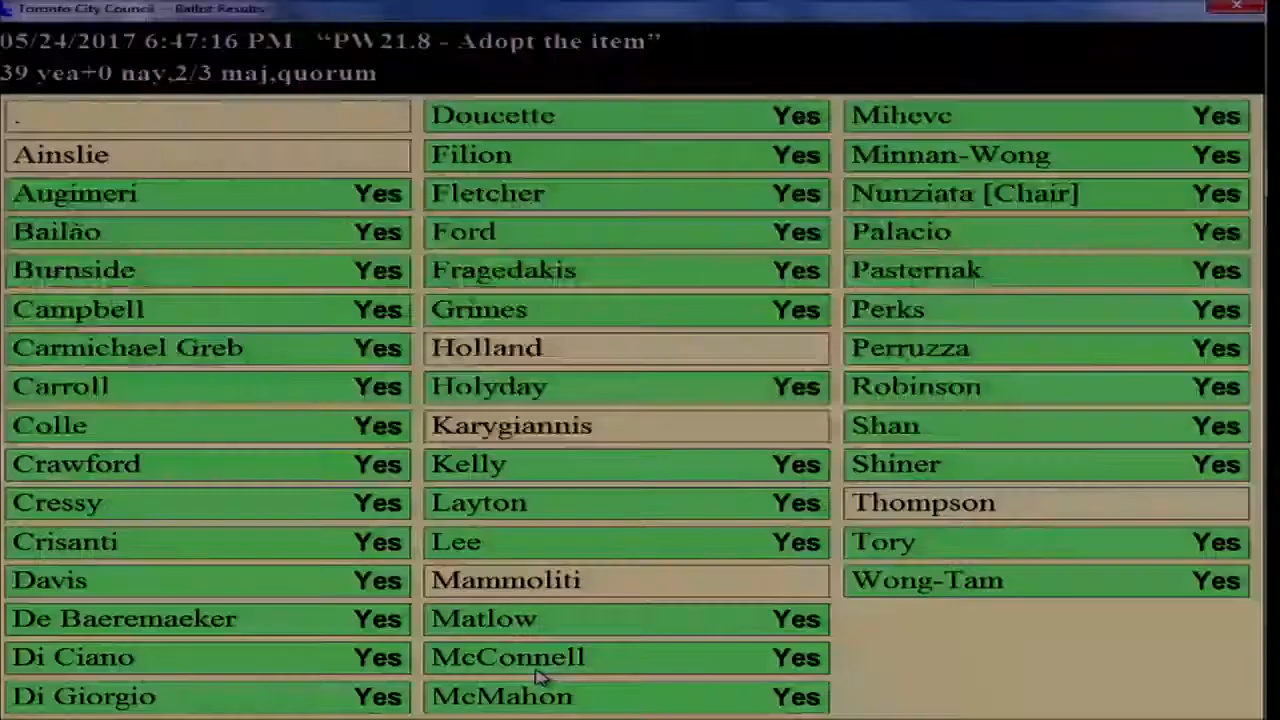 Toronto City Council -- Ballot Results
05/24/2017 6:47:16 PM “PW21.8 - Adopt the item”
39 yea+0 nay,2/3 maj,quorum
.
Ainslie
Augimeri Yes
Bailão Yes
Burnside Yes
Campbell Yes
Carmichael Greb Yes
Carroll Yes
Colle Yes
Crawford Yes
Cressy Yes
Crisanti Yes
Davis Yes
De Baeremaeker Yes
Di Ciano Yes
Di Giorgio Yes
Doucette Yes
Filion Yes
Fletcher Yes
Ford Yes
Fragedakis Yes
Grimes Yes
Holland
Holyday Yes
Karygiannis
Kelly Yes
Layton Yes
Lee Yes
Mammoliti
Matlow Yes
McConnell Yes
McMahon Yes
Mihevc Yes
Minnan-Wong Yes
Nunziata [Chair] Yes
Palacio Yes
Pasternak Yes
Perks Yes
Perruzza Yes
Robinson Yes
Shan Yes
Shiner Yes
Thompson
Tory Yes
Wong-Tam Yes